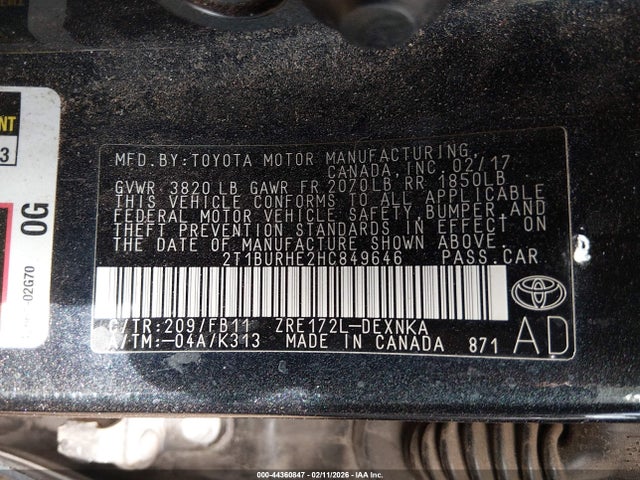 MFD.BY:TOYOTA MOTOR MANUFACTURING,
CANADA,INC. 02/17
GVWR 3820 LB GAWR FR 2070LB RR 1850LB
THIS VEHICLE CONFORMS TO ALL APPLICABLE
FEDERAL MOTOR VEHICLE SAFETY,BUMPER,AND
THEFT PREVENTION STANDARDS IN EFFECT ON
THE DATE OF MANUFACTURE SHOWN ABOVE.
2T1BURHE2HC849646 PASS.CAR
C/TR:209/FB11 ZRE172L-DEXNKA
A/TM:-04A/K313 MADE IN CANADA 871
AD
NT
3
0G
02G70
000-44360847 - 02/11/2026 - IAA Inc.